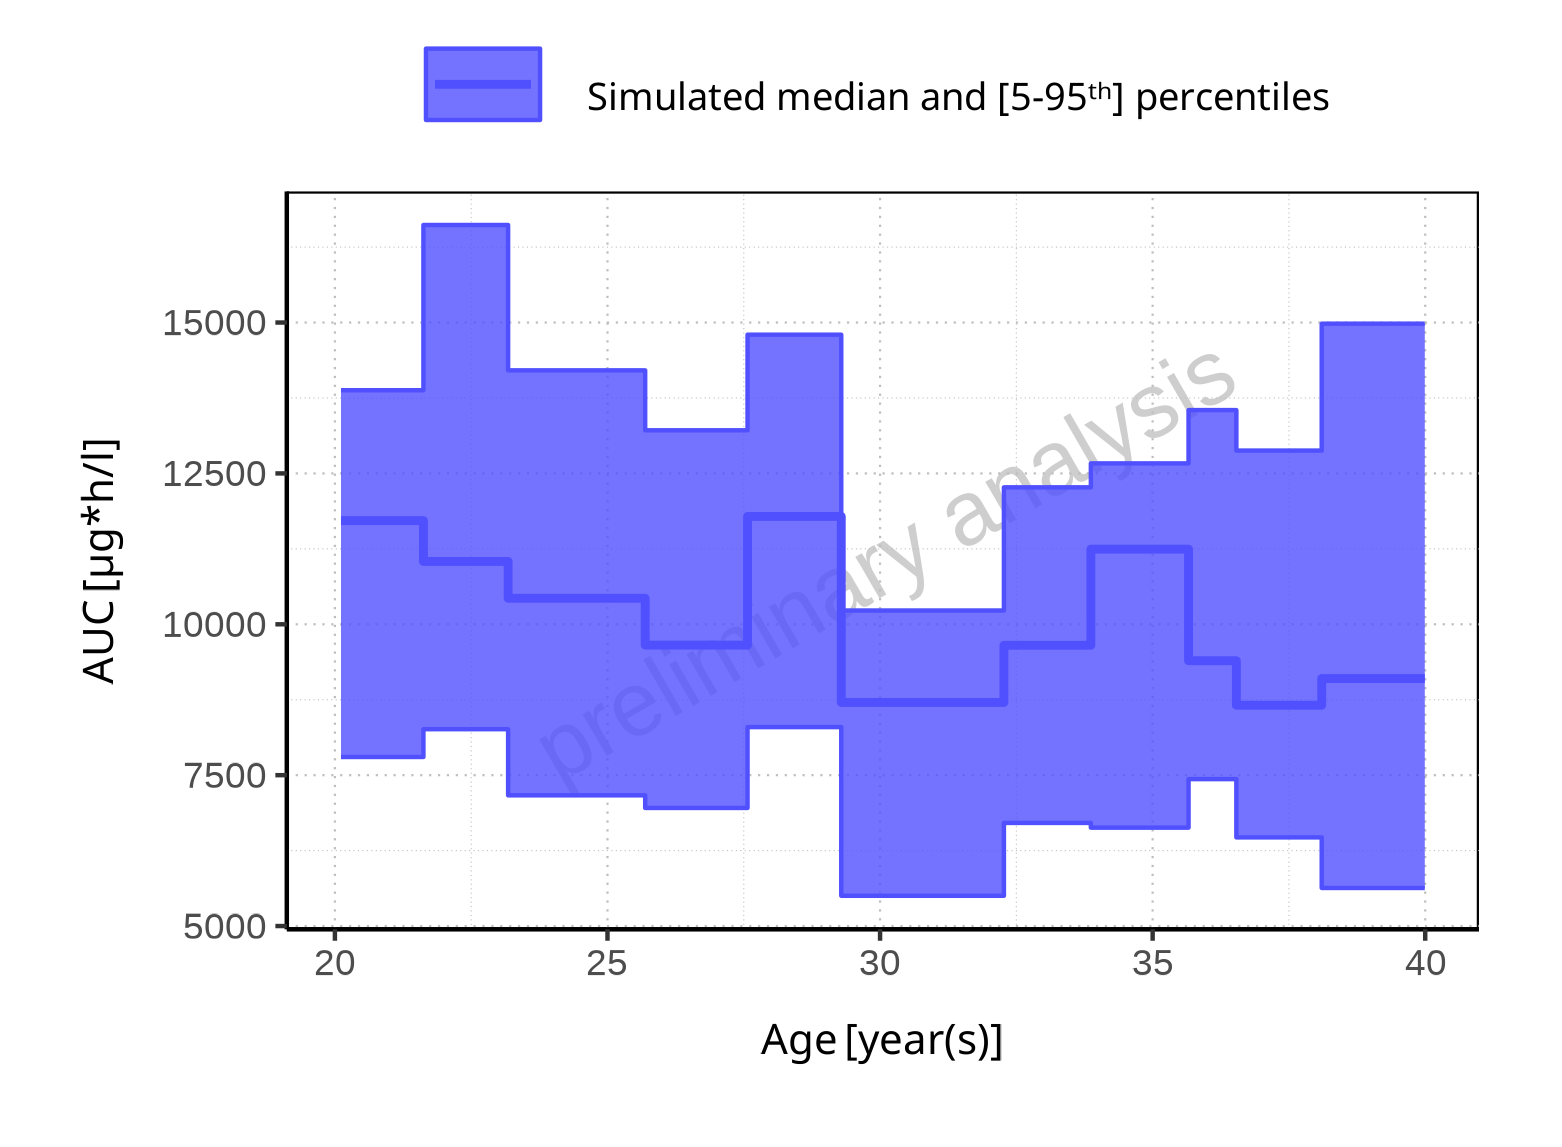 Simulated median and [5-95ᵗʰ] percentiles
15000
12500
10000
7500
5000
AUC [µg*h/l]
preliminary analysis
20 25 30 35 40
Age [year(s)]